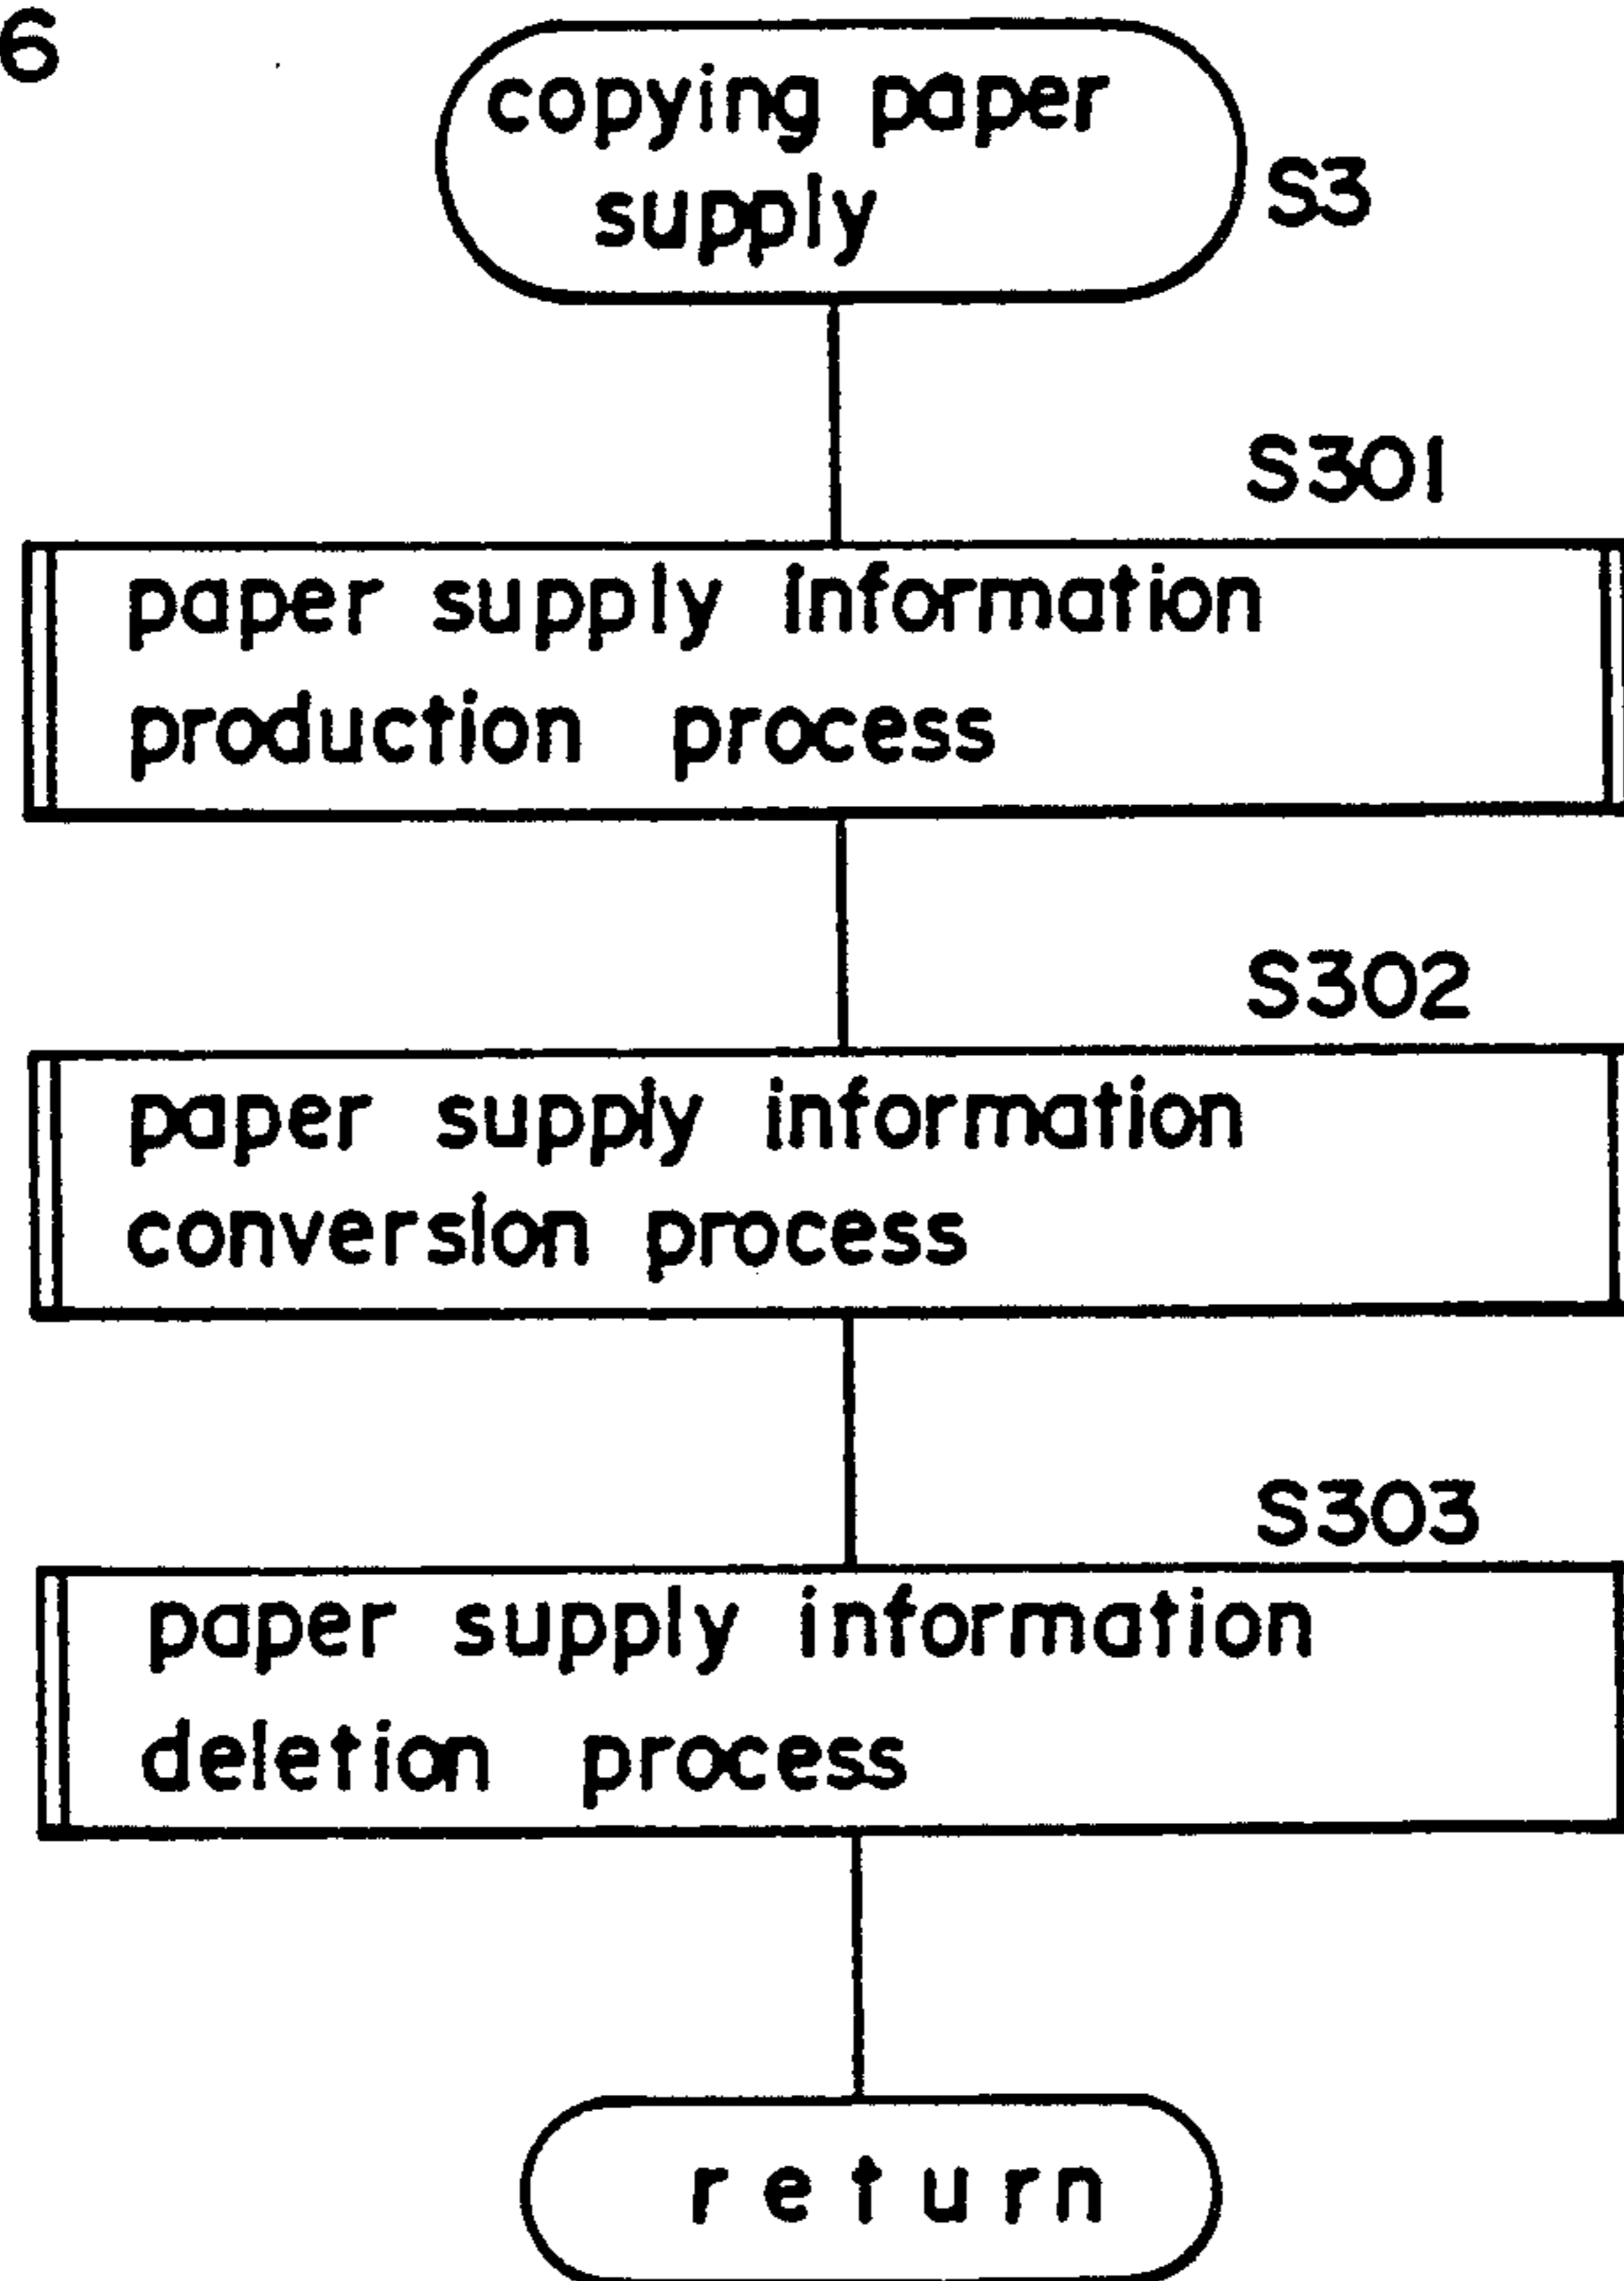 6
copying paper
supply
S3
S301
paper supply information
production process
S302
paper supply information
conversion process
S303
paper supply information
deletion process
return